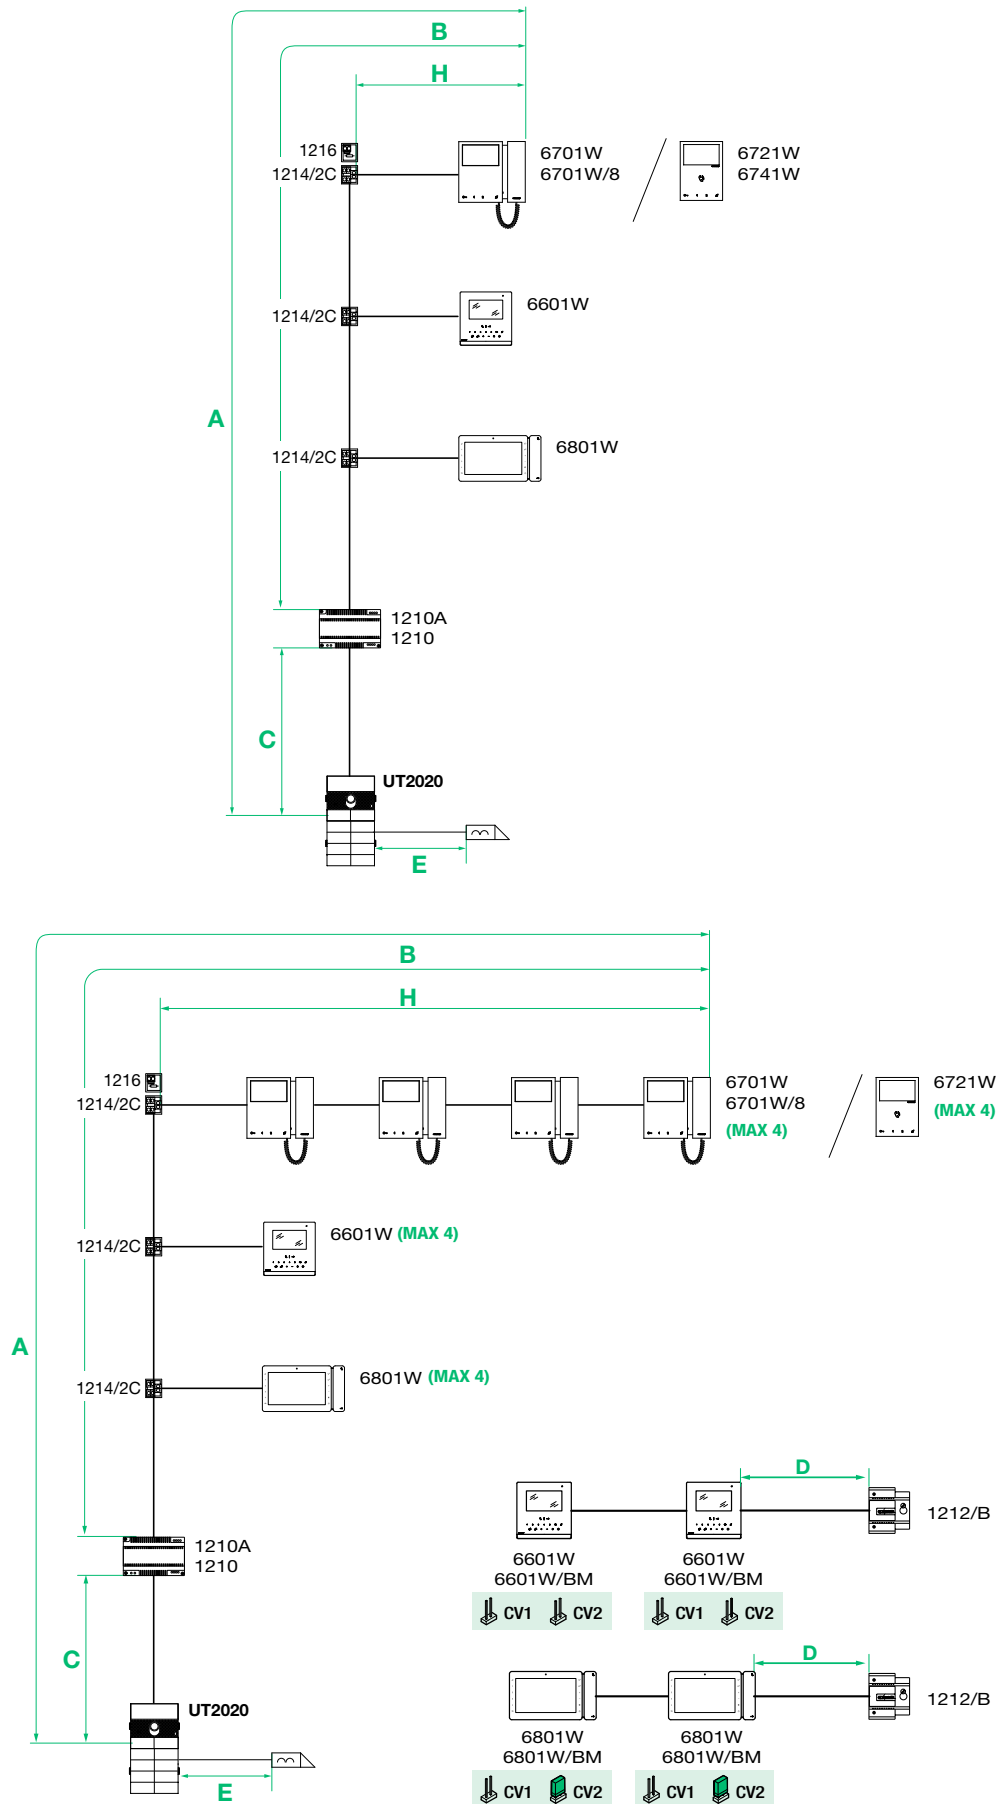 B
H
1216
1214/2C
6701W
6701W/8
6721W
6741W
1214/2C
6601W
A
1214/2C
6801W
1210A
1210
C
UT2020
E
B
H
1216
1214/2C
6701W
6701W/8
(MAX 4)
6721W
(MAX 4)
1214/2C
6601W (MAX 4)
A
1214/2C
6801W (MAX 4)
D
1212/B
1210A
1210
6601W
6601W/BM
CV1 CV2
6601W
6601W/BM
CV1 CV2
C
D
1212/B
UT2020
6801W
6801W/BM
CV1 CV2
6801W
6801W/BM
CV1 CV2
E